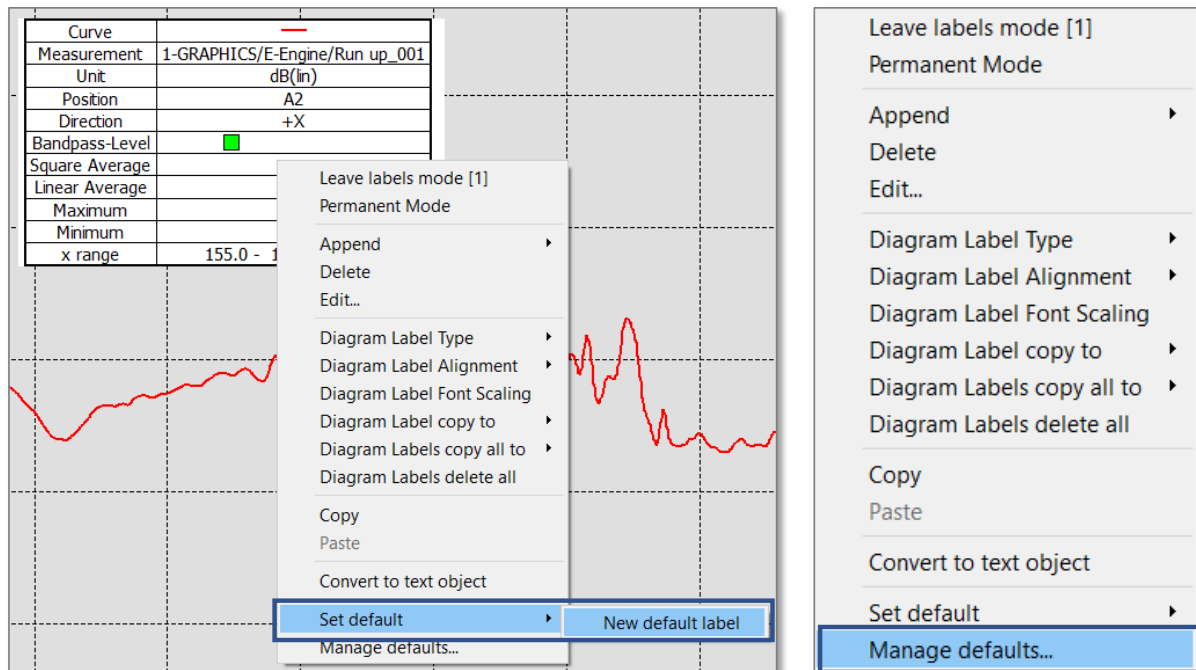 Curve
Measurement 1-GRAPHICS/E-Engine/Run up_001
Unit dB(lin)
Position A2
Direction +X
Bandpass-Level
Square Average
Linear Average
Maximum
Minimum
x range 155.0 - 1
Leave labels mode [1]
Permanent Mode
Append
Delete
Edit...
Diagram Label Type
Diagram Label Alignment
Diagram Label Font Scaling
Diagram Label copy to
Diagram Labels copy all to
Diagram Labels delete all
Copy
Paste
Convert to text object
Set default New default label
Manage defaults...
Leave labels mode [1]
Permanent Mode
Append
Delete
Edit...
Diagram Label Type
Diagram Label Alignment
Diagram Label Font Scaling
Diagram Label copy to
Diagram Labels copy all to
Diagram Labels delete all
Copy
Paste
Convert to text object
Set default
Manage defaults...